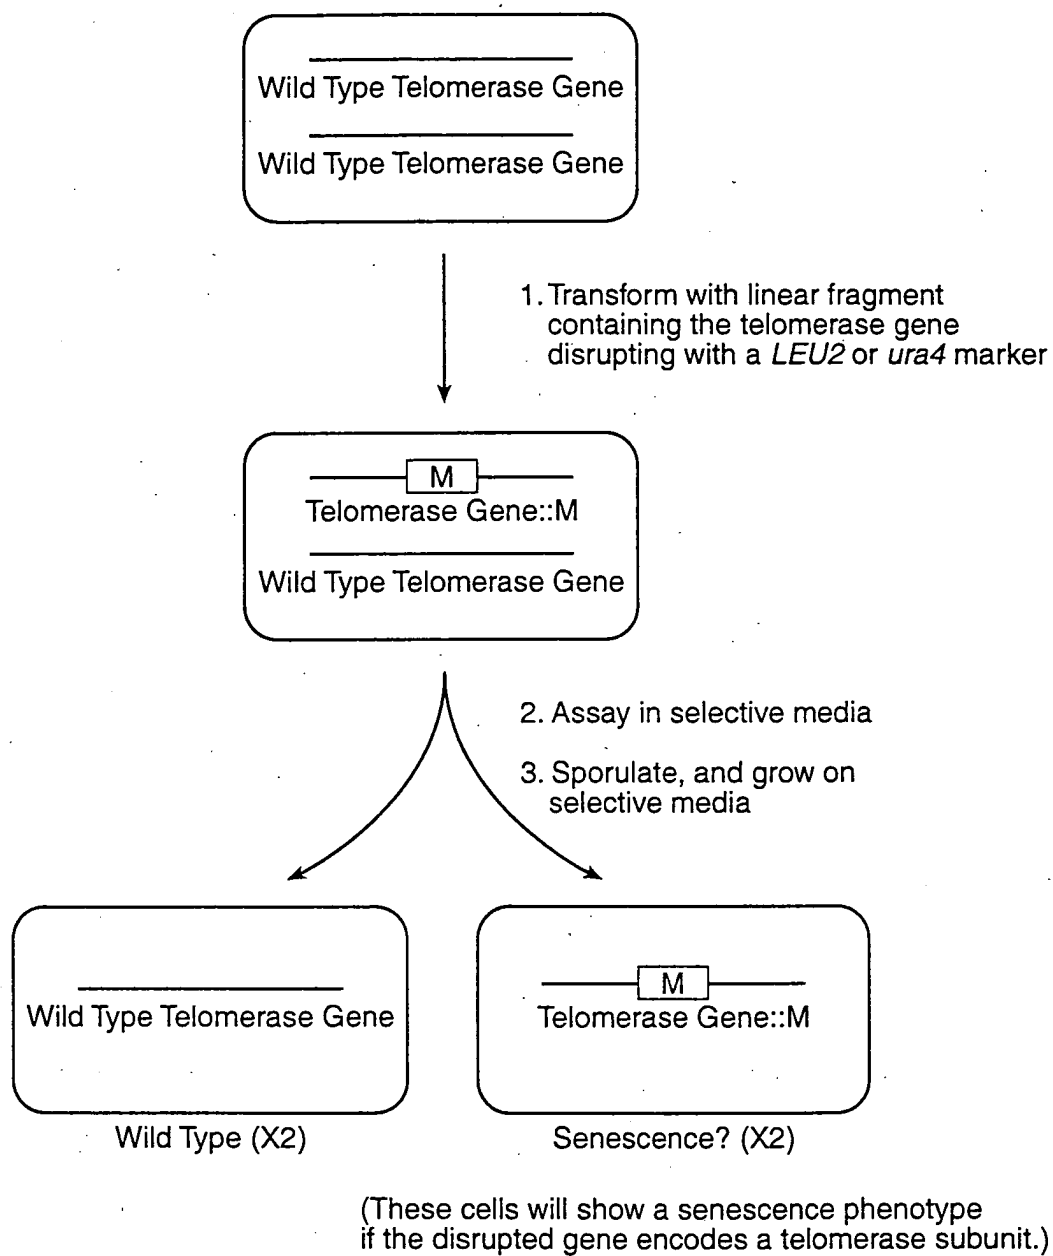 Wild Type Telomerase Gene
Wild Type Telomerase Gene
1. Transform with linear fragment
containing the telomerase gene
disrupting with a LEU2 or ura4 marker
M
Telomerase Gene::M
Wild Type Telomerase Gene
2. Assay in selective media
3. Sporulate, and grow on
selective media
Wild Type Telomerase Gene
M
Telomerase Gene::M
Wild Type (X2)
Senescence? (X2)
(These cells will show a senescence phenotype
if the disrupted gene encodes a telomerase subunit.)